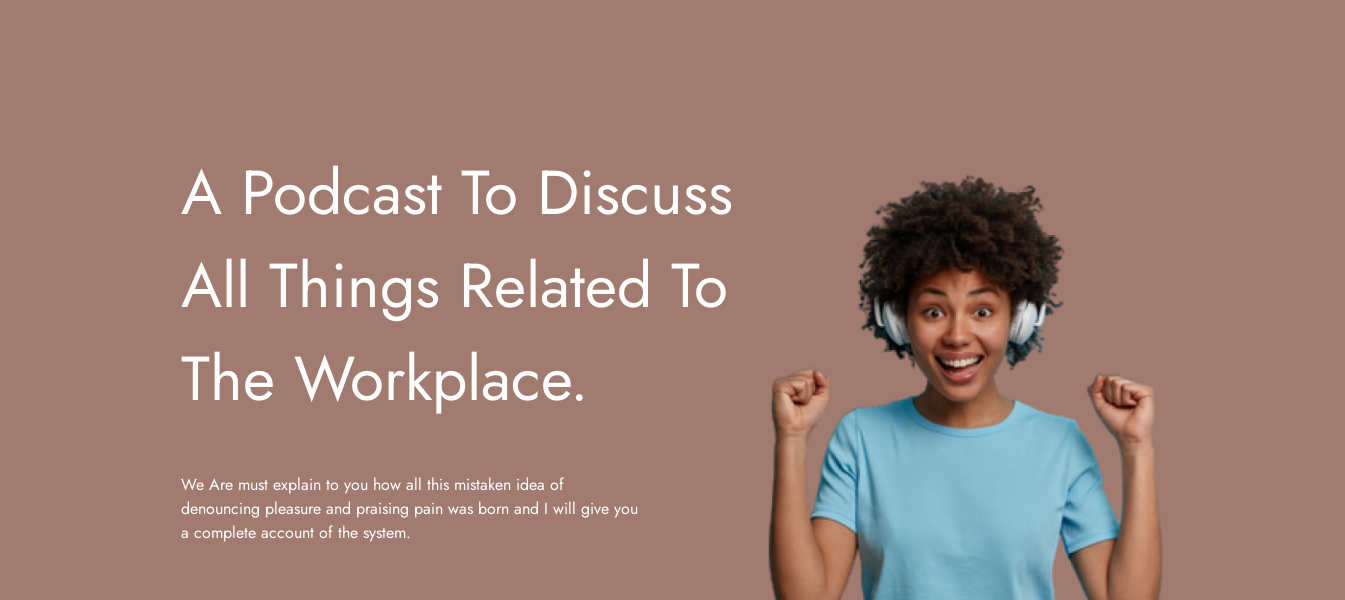 A Podcast To Discuss
All Things Related To
The Workplace.
We Are must explain to you how all this mistaken idea of
denouncing pleasure and praising pain was born and I will give you
a complete account of the system.